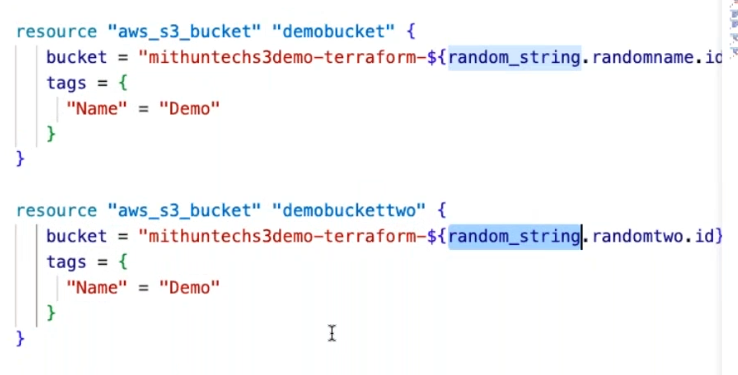 resource "aws_s3_bucket" "demobucket" {
bucket = "mithuntechs3demo-terraform-${random_string.randomname.id
tags = {
"Name" = "Demo"
}
}
resource "aws_s3_bucket" "demobuckettwo" {
bucket = "mithuntechs3demo-terraform-${random_string.randomtwo.id}
tags = {
"Name" = "Demo"
}
}